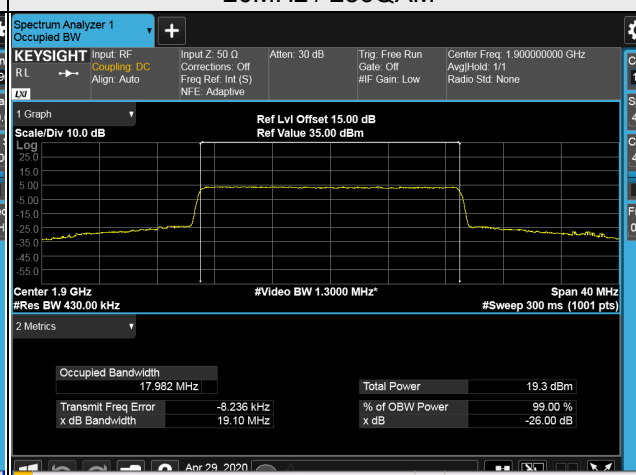 Spectrum Analyzer 1
Occupied BW
+
KEYSIGHT
RL
LXI
Input: RF
Coupling: DC
Align: Auto
Input Z: 50 Ω
Corrections: Off
Freq Ref: Int (S)
NFE: Adaptive
Atten: 30 dB
Trig: Free Run
Gate: Off
#IF Gain: Low
Center Freq: 1.900000000 GHz
Avg|Hold: 1/1
Radio Std: None
1 Graph
Scale/Div 10.0 dB
Ref Lvl Offset 15.00 dB
Ref Value 35.00 dBm
Log
25.0
15.0
5.00
-5.00
-15.0
-25.0
-35.0
-45.0
-55.0
Center 1.9 GHz
#Res BW 430.00 kHz
#Video BW 1.3000 MHz*
Span 40 MHz
#Sweep 300 ms (1001 pts)
2 Metrics
Occupied Bandwidth
17.982 MHz
Transmit Freq Error -8.236 kHz
x dB Bandwidth 19.10 MHz
Total Power 19.3 dBm
% of OBW Power 99.00 %
x dB -26.00 dB
Apr 29, 2020